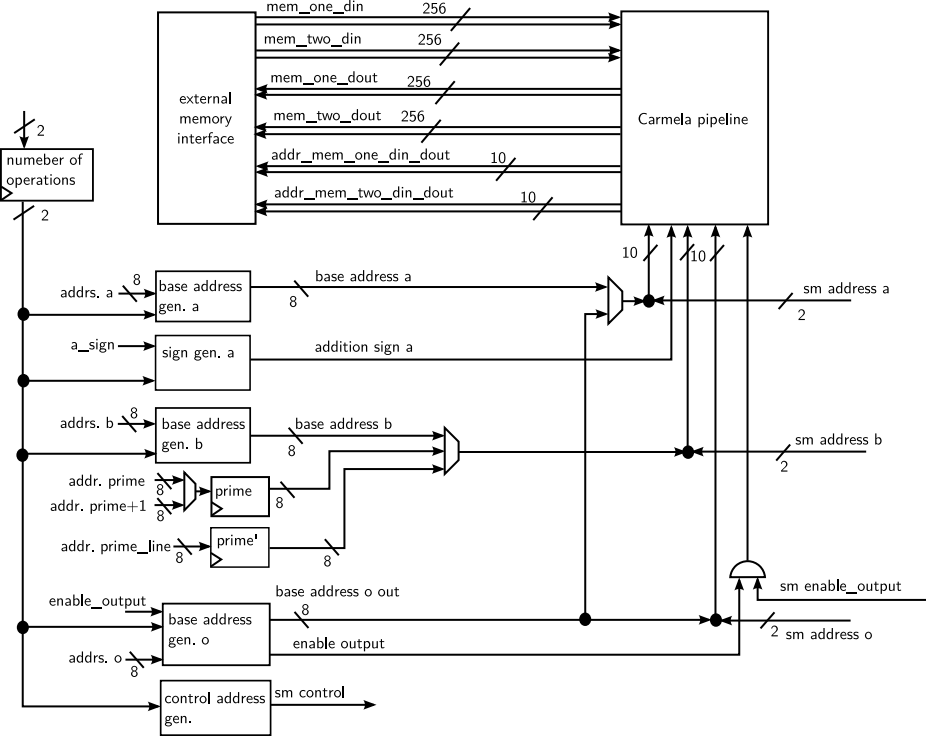 mem_one_din 256
mem_two_din 256
mem_one_dout 256
mem_two_dout 256
addr_mem_one_din_dout 10
addr_mem_two_din_dout 10
external
memory
interface
Carmela pipeline
2
numeber of
operations
2
10
10
addrs. a 8
base address
gen. a
base address a
8
sm address a
2
a_sign
sign gen. a
addition sign a
addrs. b 8
base address
gen. b
base address b
8
sm address b
2
addr. prime
8
addr. prime+1
8
prime
8
addr. prime_line
8
prime'
8
enable_output
base address
gen. o
base address o out
8
enable output
addrs. o
8
sm enable_output
2
sm address o
control address
gen.
sm control